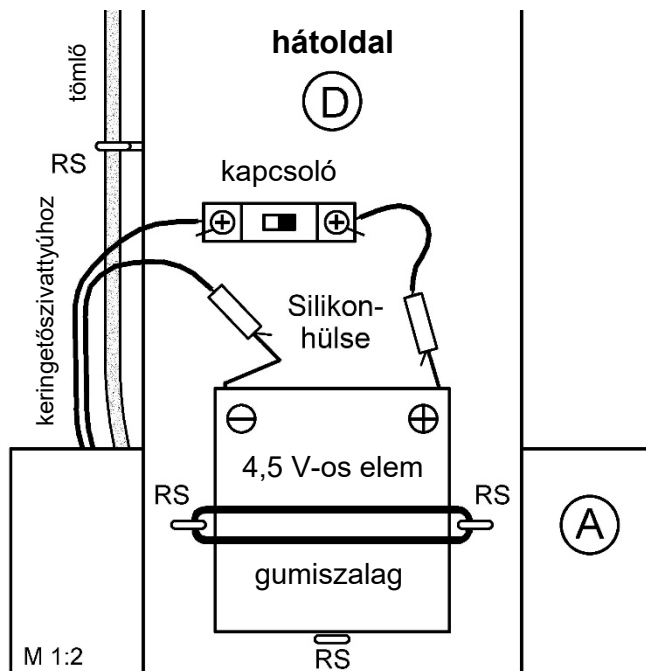 hátoldal
D
tömlő
RS
kapcsoló
keringetőszivattyúhoz
Silikon-
hülse
4,5 V-os elem
RS
RS
A
gumiszalag
M 1:2
RS